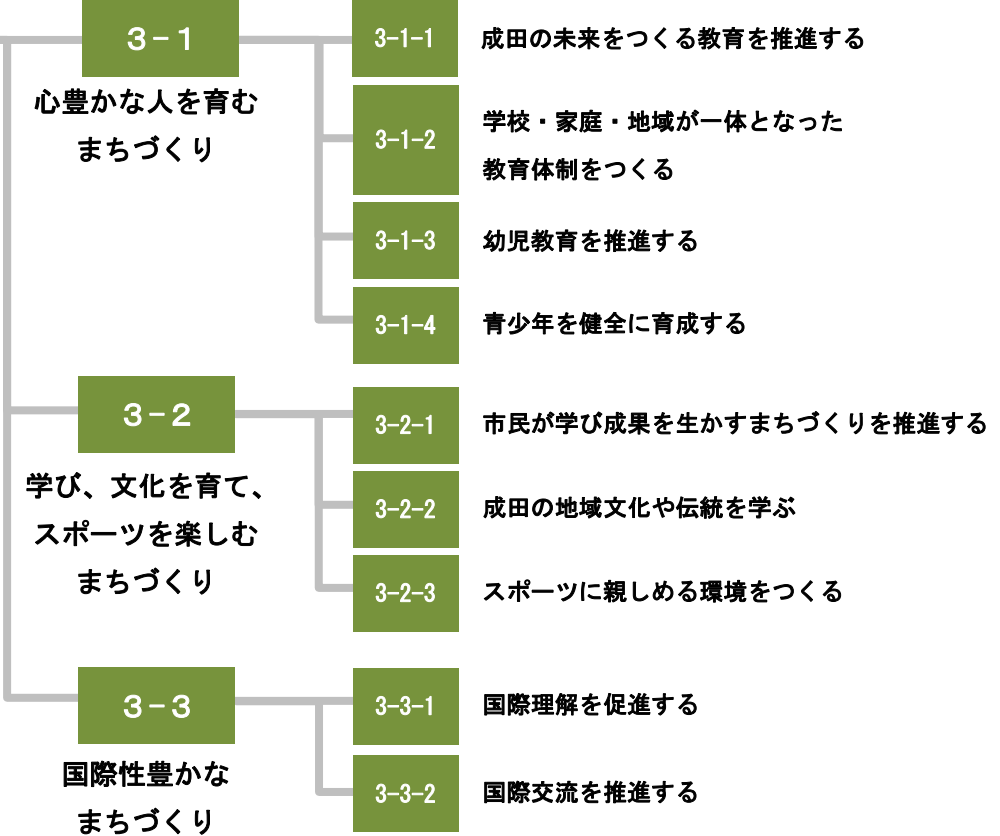 3-1
心豊かな人を育む
まちづくり
3-1-1
成田の未来をつくる教育を推進する
3-1-2
学校・家庭・地域が一体となった
教育体制をつくる
3-1-3
幼児教育を推進する
3-1-4
青少年を健全に育成する
3-2
学び、文化を育て、
スポーツを楽しむ
まちづくり
3-2-1
市民が学び成果を生かすまちづくりを推進する
3-2-2
成田の地域文化や伝統を学ぶ
3-2-3
スポーツに親しめる環境をつくる
3-3
国際性豊かな
まちづくり
3-3-1
国際理解を促進する
3-3-2
国際交流を推進する